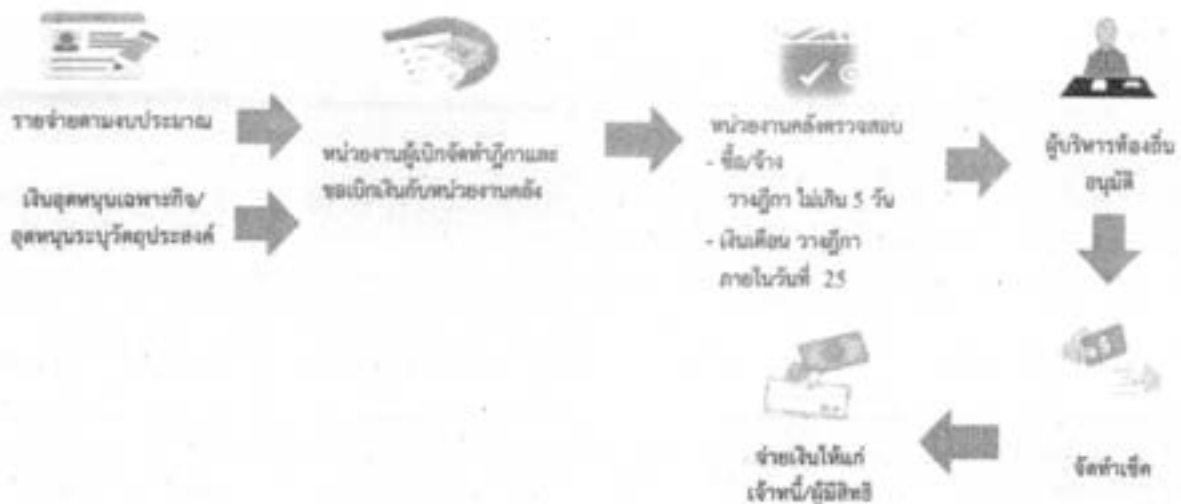 รายจ่ายตามงบประมาณ
เงินอุดหนุนเฉพาะกิจ/
อุดหนุนระบุวัตถุประสงค์
หน่วยงานผู้เบิกจัดทำฎีกาและ
ขอเบิกเงินกับหน่วยงานคลัง
หน่วยงานคลังตรวจสอบ
- ซื้อ/จ้าง
วางฎีกา ไม่เกิน 5 วัน
- เงินเดือน วางฎีกา
ภายในวันที่ 25
ผู้บริหารท้องถิ่น
อนุมัติ
จัดทำเช็ค
จ่ายเงินให้แก่
เจ้าหนี้/ผู้มีสิทธิ